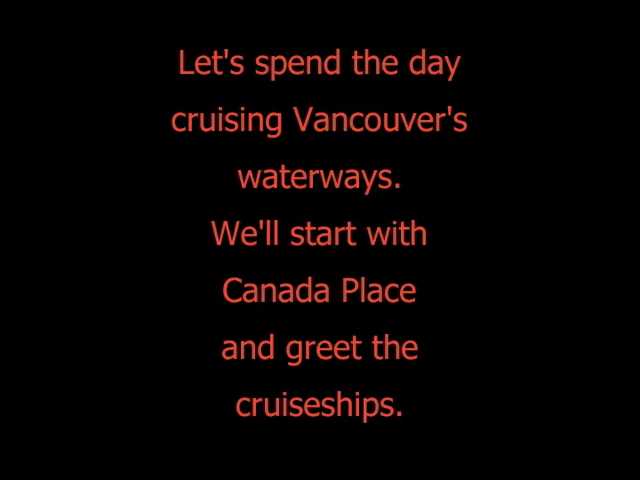 Let's spend the day
cruising Vancouver's
waterways.
We'll start with
Canada Place
and greet the
cruiseships.